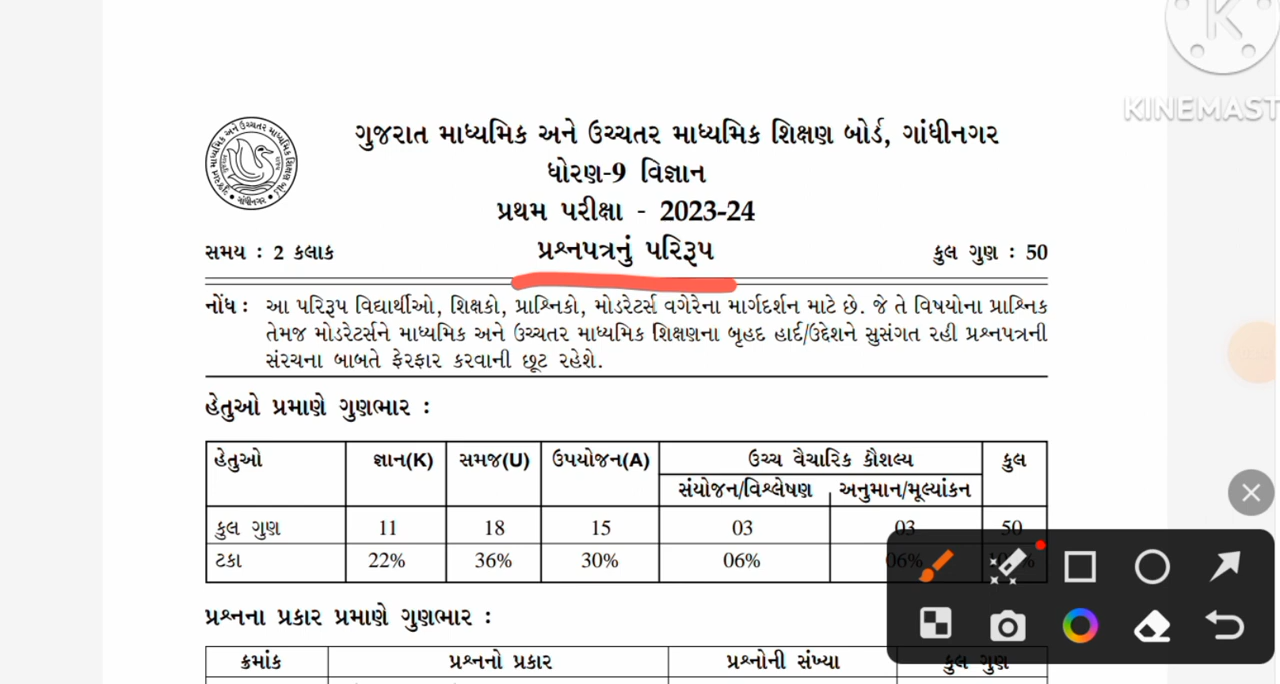 KINEMAST
ગુજરાત માધ્યમિક અને ઉચ્ચતર માધ્યમિક શિક્ષણ બોર્ડ, ગાંધીનગર
ધોરણ-9 વિજ્ઞાન
પ્રથમ પરીક્ષા - 2023-24
સમય : 2 કલાક પ્રશ્નપત્રનું પરિરૂપ કુલ ગુણ : 50
નોંધ : આ પરિરૂપ વિદ્યાર્થીઓ, શિક્ષકો, પ્રાશ્નિકો, મોડરેટર્સ વગેરેના માર્ગદર્શન માટે છે. જે તે વિષયોના પ્રાશ્નિક
તેમજ મોડરેટર્સને માધ્યમિક અને ઉચ્ચતર માધ્યમિક શિક્ષણના બૃહદ હાર્દ/ઉદ્દેશને સુસંગત રહી પ્રશ્નપત્રની
સંરચના બાબતે ફેરફાર કરવાની છૂટ રહેશે.
હેતુઓ પ્રમાણે ગુણભાર :
હેતુઓ જ્ઞાન(K) સમજ(U) ઉપયોજન(A) ઉચ્ચ વૈચારિક કૌશલ્ય કુલ
સંયોજન/વિશ્લેષણ અનુમાન/મૂલ્યાંકન
કુલ ગુણ 11 18 15 03 03 50
ટકા 22% 36% 30% 06% 06%
પ્રશ્નના પ્રકાર પ્રમાણે ગુણભાર :
ક્રમાંક પ્રશ્નનો પ્રકાર પ્રશ્નોની સંખ્યા કુલ ગુણ